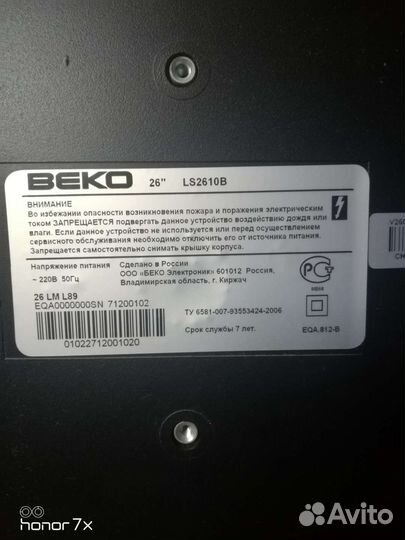 BEKO 26" LS2610B
ВНИМАНИЕ
Во избежании опасности возникновения пожара и поражения электрическим
током ЗАПРЕЩАЕТСЯ подвергать данное устройство воздействию дождя или
влаги. Если данное устройство не используется или перед осуществлением
сервисного обслуживания необходимо отключить его от источника питания.
Запрещается самостоятельно снимать крышку корпуса.
Напряжение питания
~ 220В 50Гц
Сделано в России
ООО «БЕКО Электроник" 601012 Россия,
Владимирская область, г. Киржач
26 LM L89
EQA0000000SN 71200102
01022712001020
ТУ 6581-007-93553424-2006
Срок службы 7 лет.
РСТ
EQA.812-B
V260
honor 7x
Avito